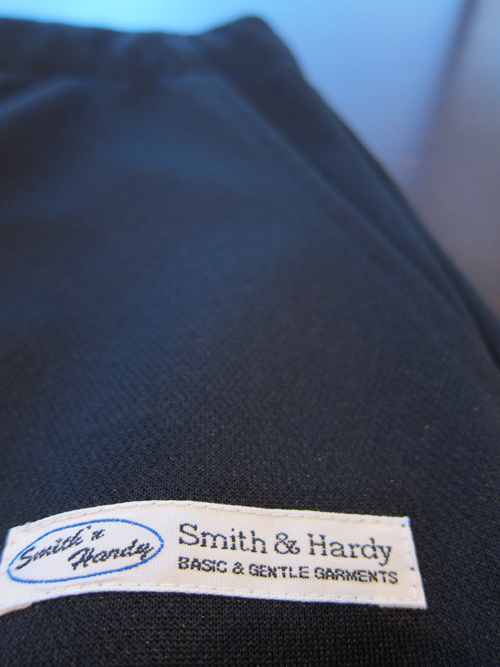 Smith'n
Hardy
Smith & Hardy
BASIC & GENTLE GARMENTS